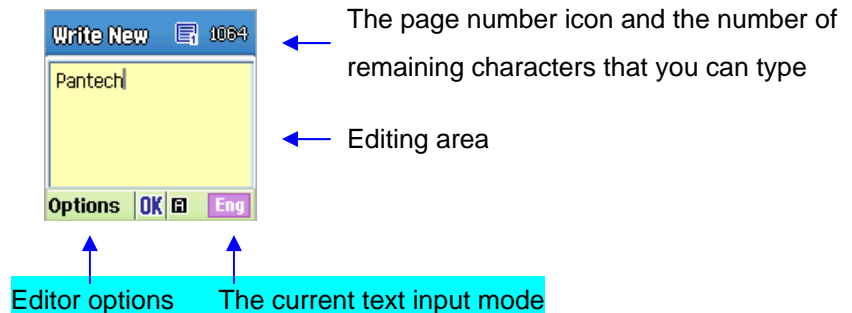 Write New 1 1064
The page number icon and the number of
remaining characters that you can type
Pantech
Editing area
Options OK Eng
Editor options The current text input mode